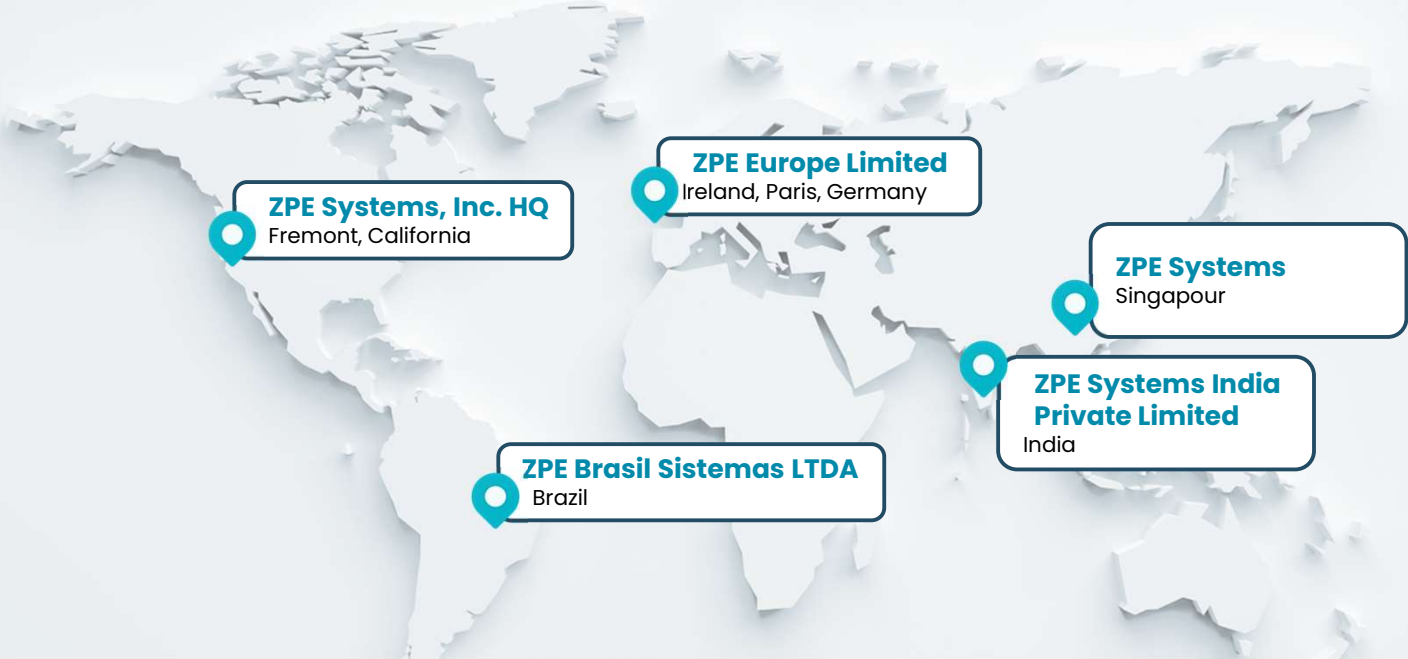 ZPE Europe Limited
Ireland, Paris, Germany
ZPE Systems, Inc. HQ
Fremont, California
ZPE Systems
Singapour
ZPE Systems India
Private Limited
India
ZPE Brasil Sistemas LTDA
Brazil